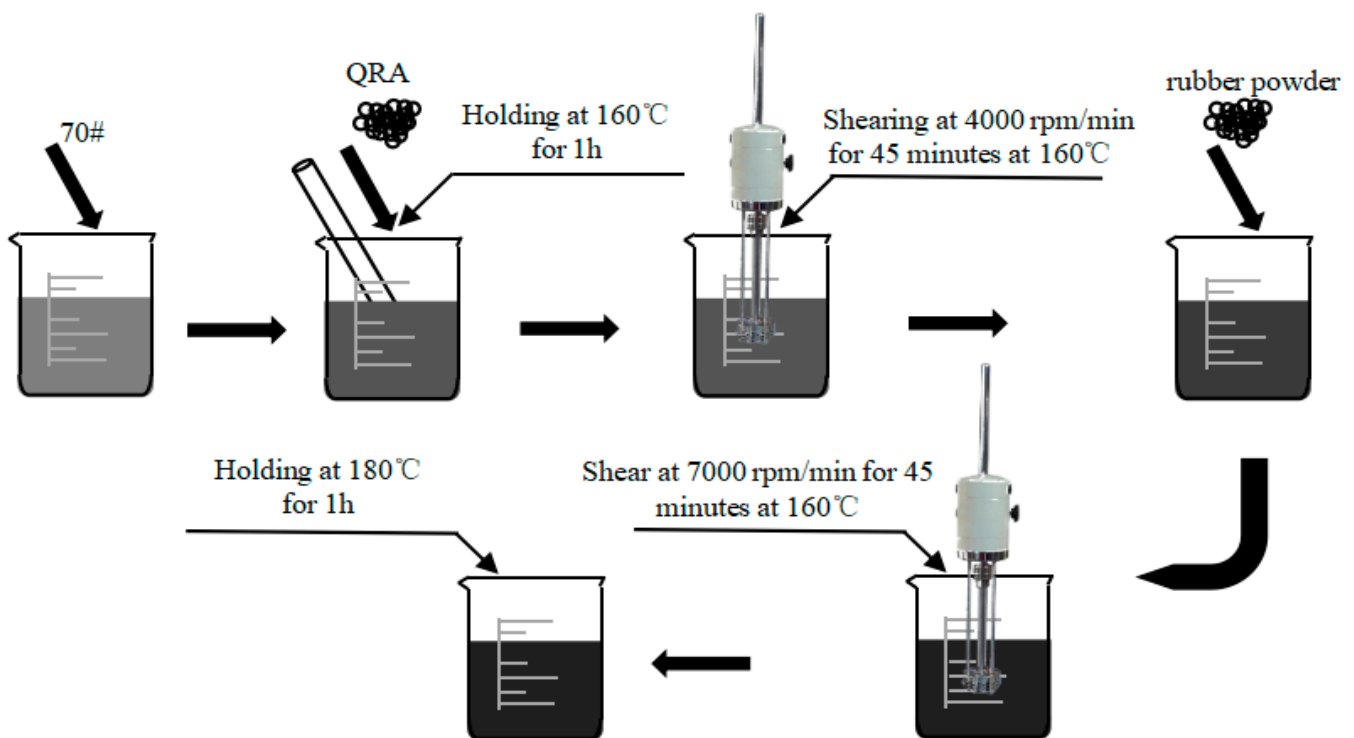 70#
QRA
Holding at 160℃
for 1h
Shearing at 4000 rpm/min
for 45 minutes at 160℃
rubber powder
Shear at 7000 rpm/min for 45
minutes at 160℃
Holding at 180℃
for 1h